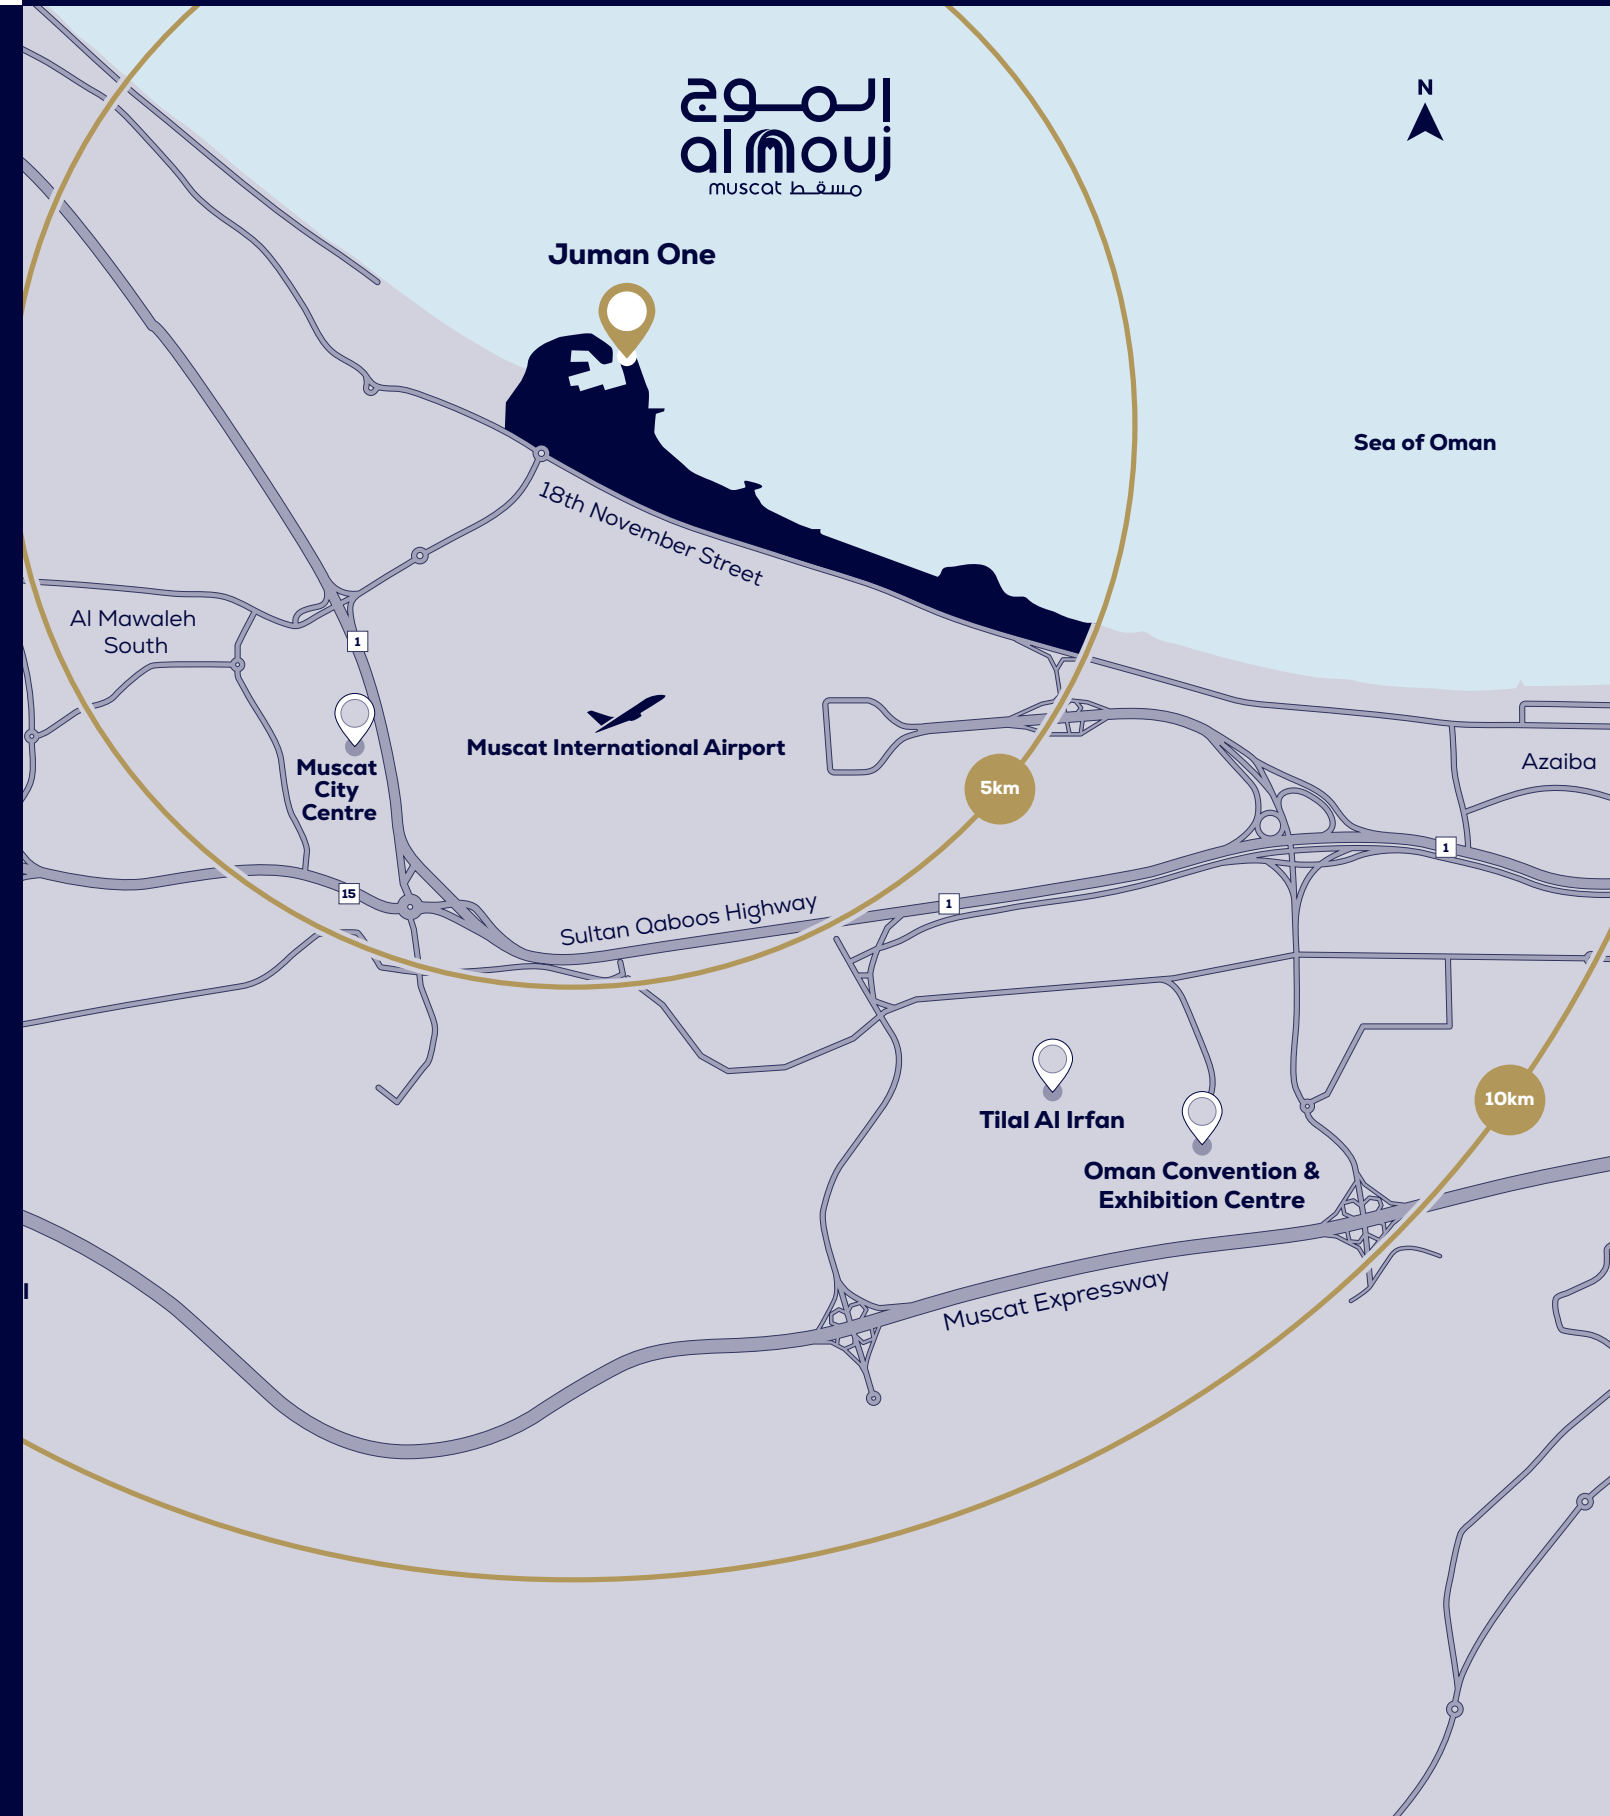 الموج
al mouj
muscat مسقط
N
Juman One
Sea of Oman
18th November Street
Al Mawaleh
South
1
Muscat
City
Centre
Muscat International Airport
5km
Azaiba
1
15
Sultan Qaboos Highway
1
Tilal Al Irfan
10km
Oman Convention &
Exhibition Centre
Muscat Expressway